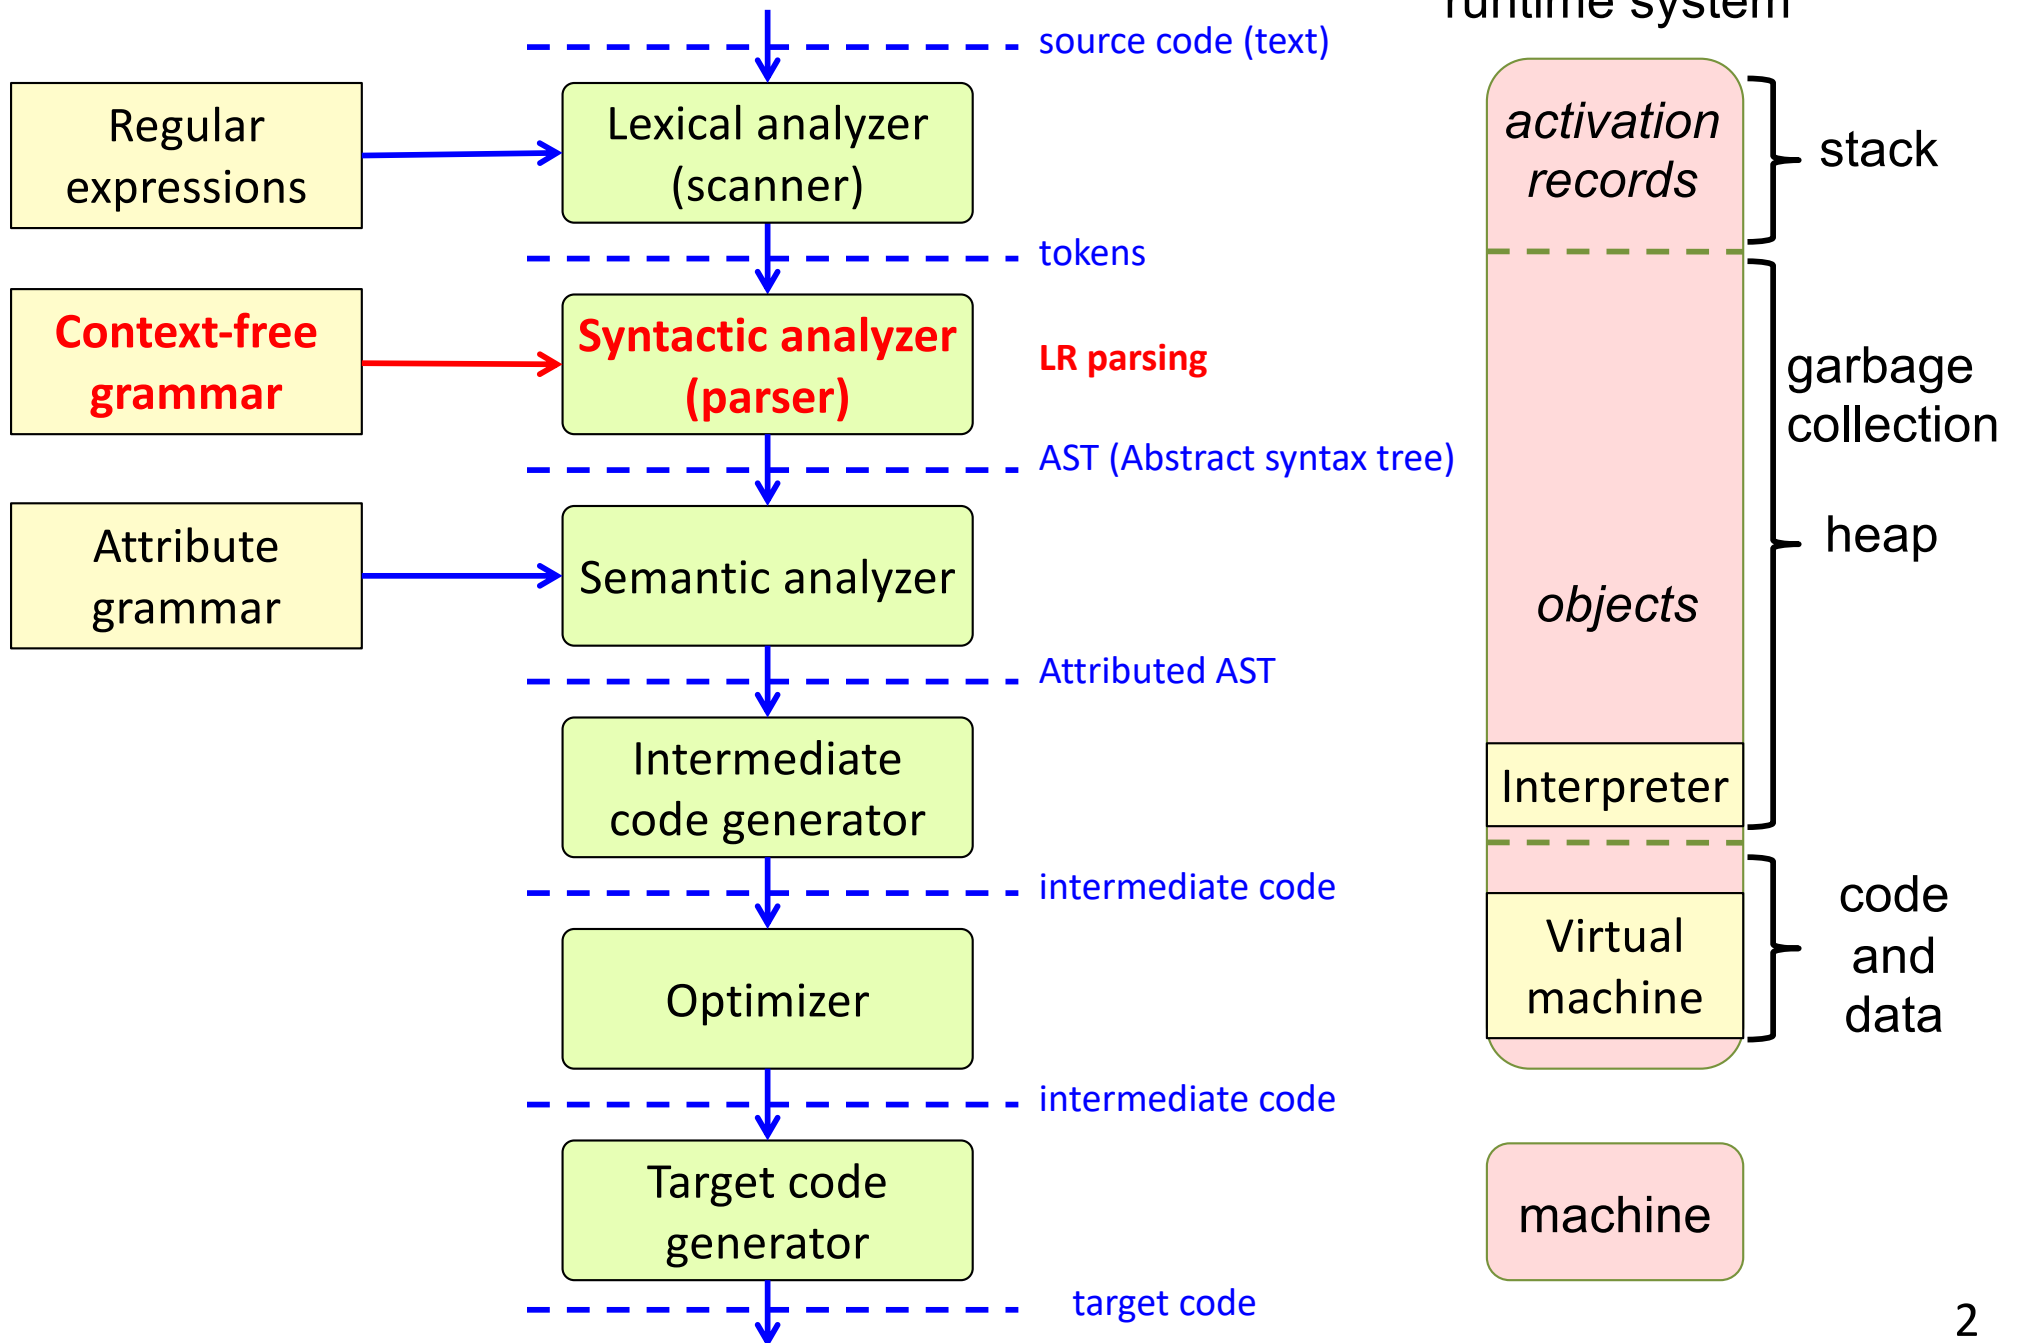 runtime system
source code (text)
Regular
expressions
Lexical analyzer
(scanner)
activation
records
stack
tokens
Context-free
grammar
Syntactic analyzer
(parser)
LR parsing
garbage
collection
AST (Abstract syntax tree)
Attribute
grammar
Semantic analyzer
heap
objects
Attributed AST
Intermediate
code generator
Interpreter
intermediate code
code
and
data
Virtual
machine
Optimizer
intermediate code
Target code
generator
machine
target code
2